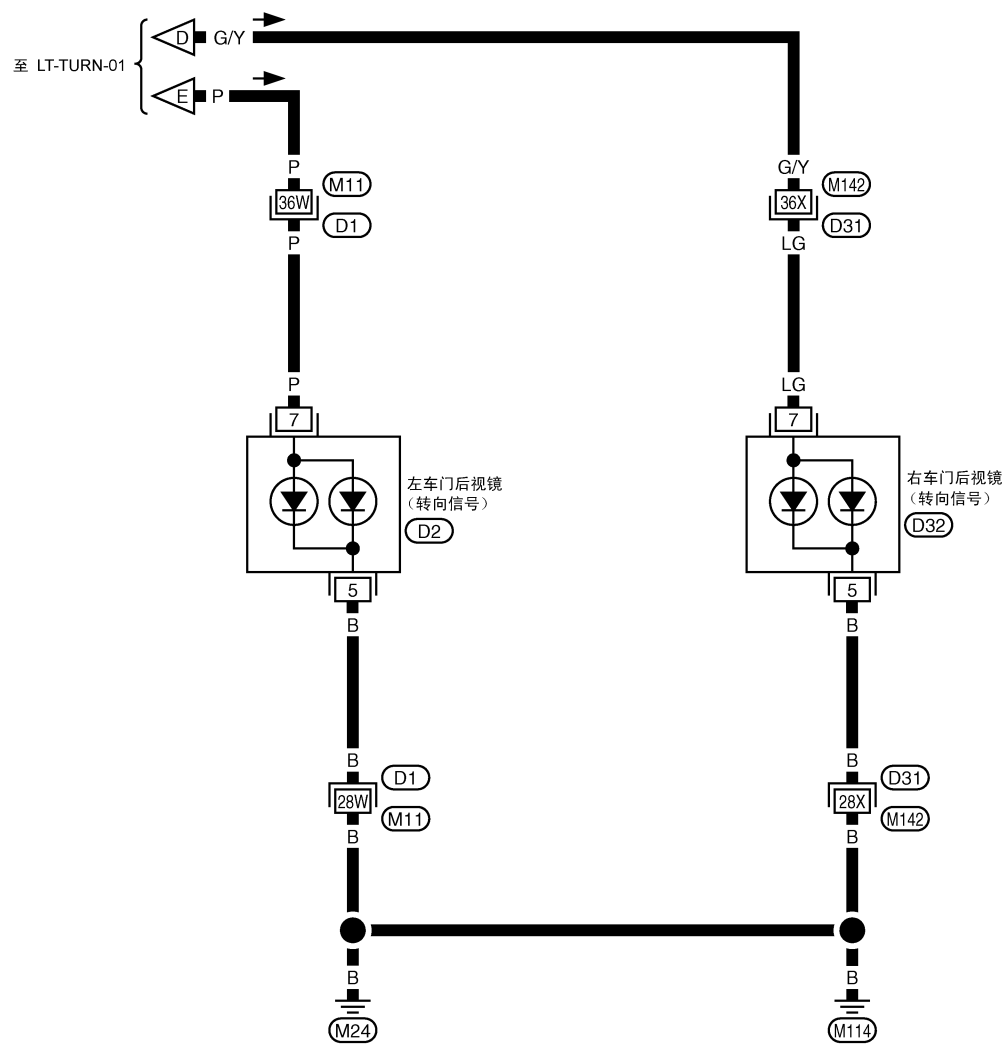 D G/Y
至 LT-TURN-01
E P
P
G/Y
M11
M142
36W
36X
D1
D31
P
LG
P
LG
7
7
左车门后视镜
(转向信号)
D2
右车门后视镜
(转向信号)
D32
5
5
B
B
B
B
D1
D31
28W
28X
M11
M142
B
B
B
B
M24
M114